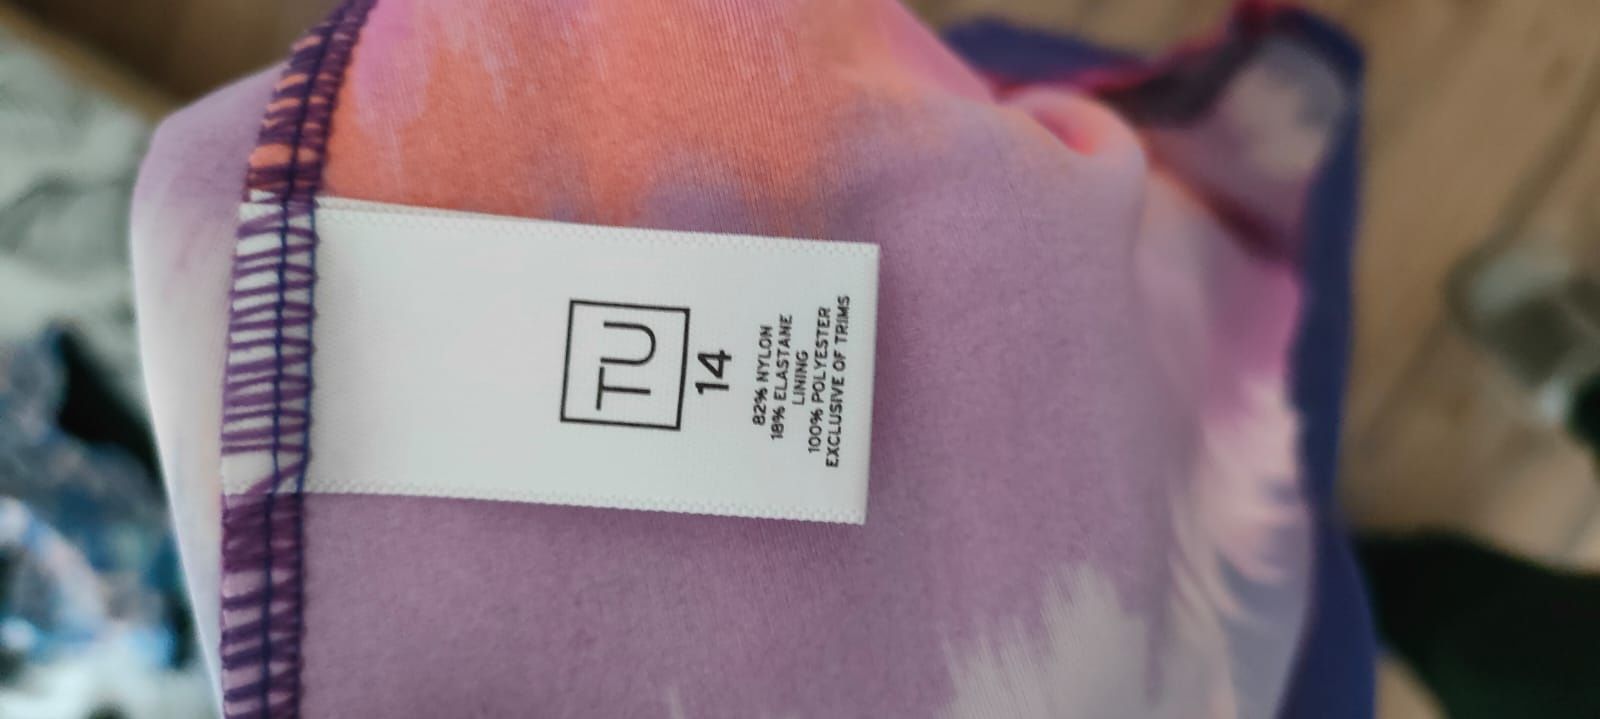 TU
14
82% NYLON
18% ELASTANE
LINING
100% POLYESTER
EXCLUSIVE OF TRIMS